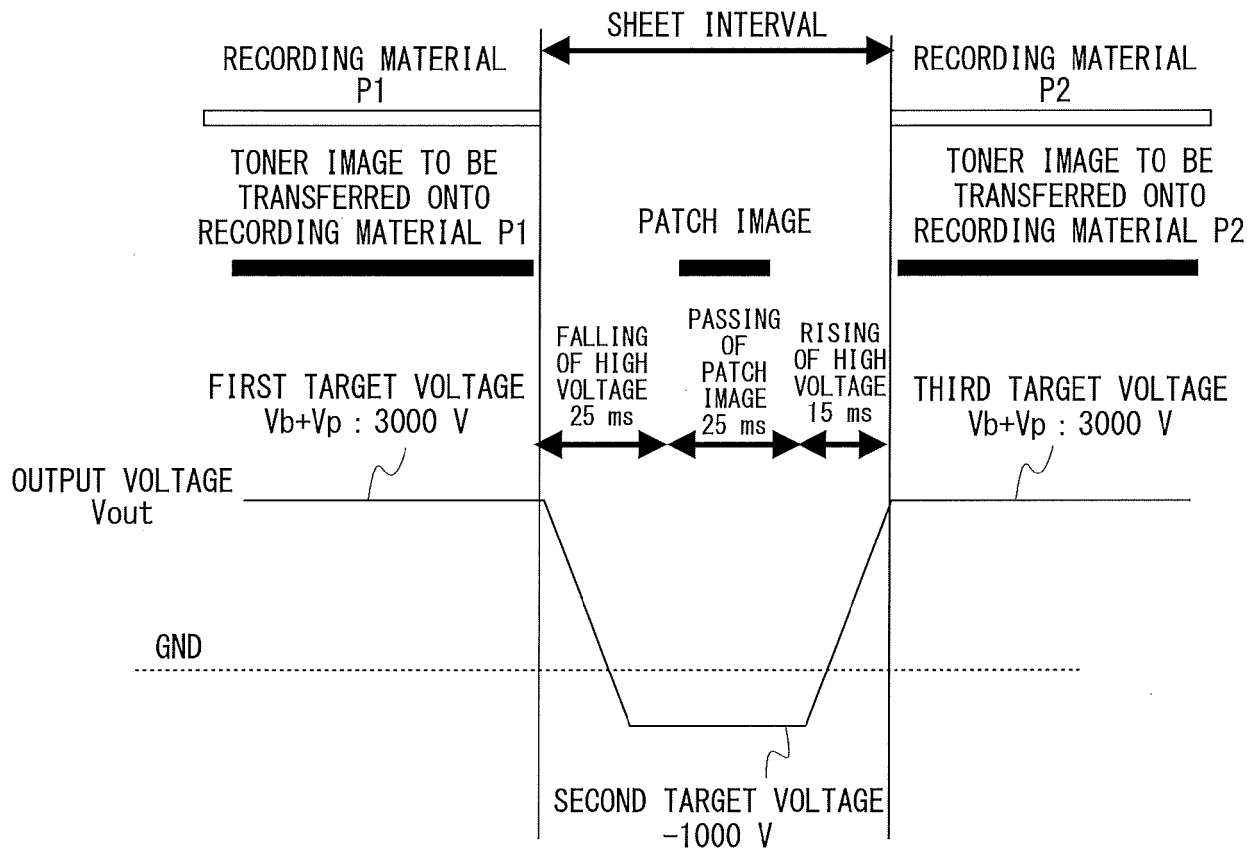 SHEET INTERVAL
RECORDING MATERIAL
P1
RECORDING MATERIAL
P2
TONER IMAGE TO BE
TRANSFERRED ONTO
RECORDING MATERIAL P1
PATCH IMAGE
TONER IMAGE TO BE
TRANSFERRED ONTO
RECORDING MATERIAL P2
FALLING
OF HIGH
VOLTAGE
25 ms
PASSING
OF
PATCH
IMAGE
25 ms
RISING
OF HIGH
VOLTAGE
15 ms
FIRST TARGET VOLTAGE
Vb+Vp : 3000 V
THIRD TARGET VOLTAGE
Vb+Vp : 3000 V
OUTPUT VOLTAGE
Vout
GND
SECOND TARGET VOLTAGE
-1000 V